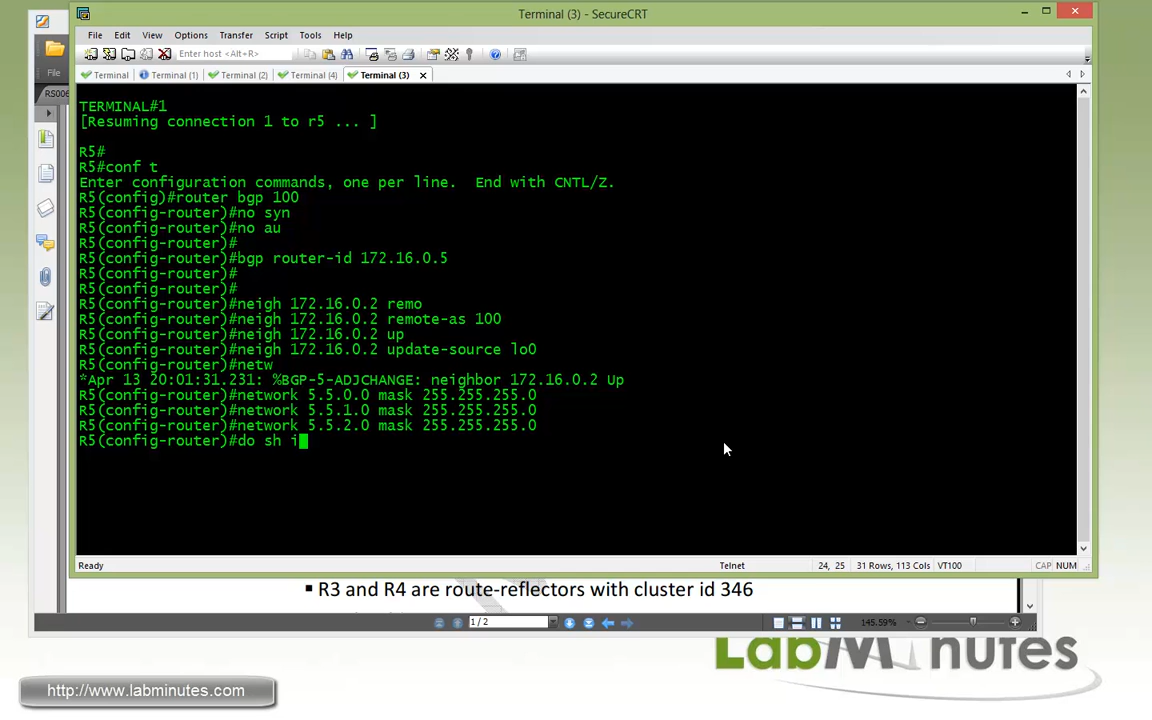 Terminal (3) - SecureCRT
File Edit View Options Transfer Script Tools Help
Enter host <Alt+R>
Terminal Terminal (1) Terminal (2) Terminal (4) Terminal (3)
File
RS006
TERMINAL#1
[Resuming connection 1 to r5 ... ]
R5#
R5#conf t
Enter configuration commands, one per line.  End with CNTL/Z.
R5(config)#router bgp 100
R5(config-router)#no syn
R5(config-router)#no au
R5(config-router)#
R5(config-router)#bgp router-id 172.16.0.5
R5(config-router)#
R5(config-router)#
R5(config-router)#neigh 172.16.0.2 remo
R5(config-router)#neigh 172.16.0.2 remote-as 100
R5(config-router)#neigh 172.16.0.2 up
R5(config-router)#neigh 172.16.0.2 update-source lo0
R5(config-router)#netw
*Apr 13 20:01:31.231: %BGP-5-ADJCHANGE: neighbor 172.16.0.2 Up
R5(config-router)#network 5.5.0.0 mask 255.255.255.0
R5(config-router)#network 5.5.1.0 mask 255.255.255.0
R5(config-router)#network 5.5.2.0 mask 255.255.255.0
R5(config-router)#do sh i
Ready Telnet 24, 25 31 Rows, 113 Cols VT100 CAP NUM
▪ R3 and R4 are route-reflectors with cluster id 346
1 / 2 145.59%
LabMinutes
http://www.labminutes.com